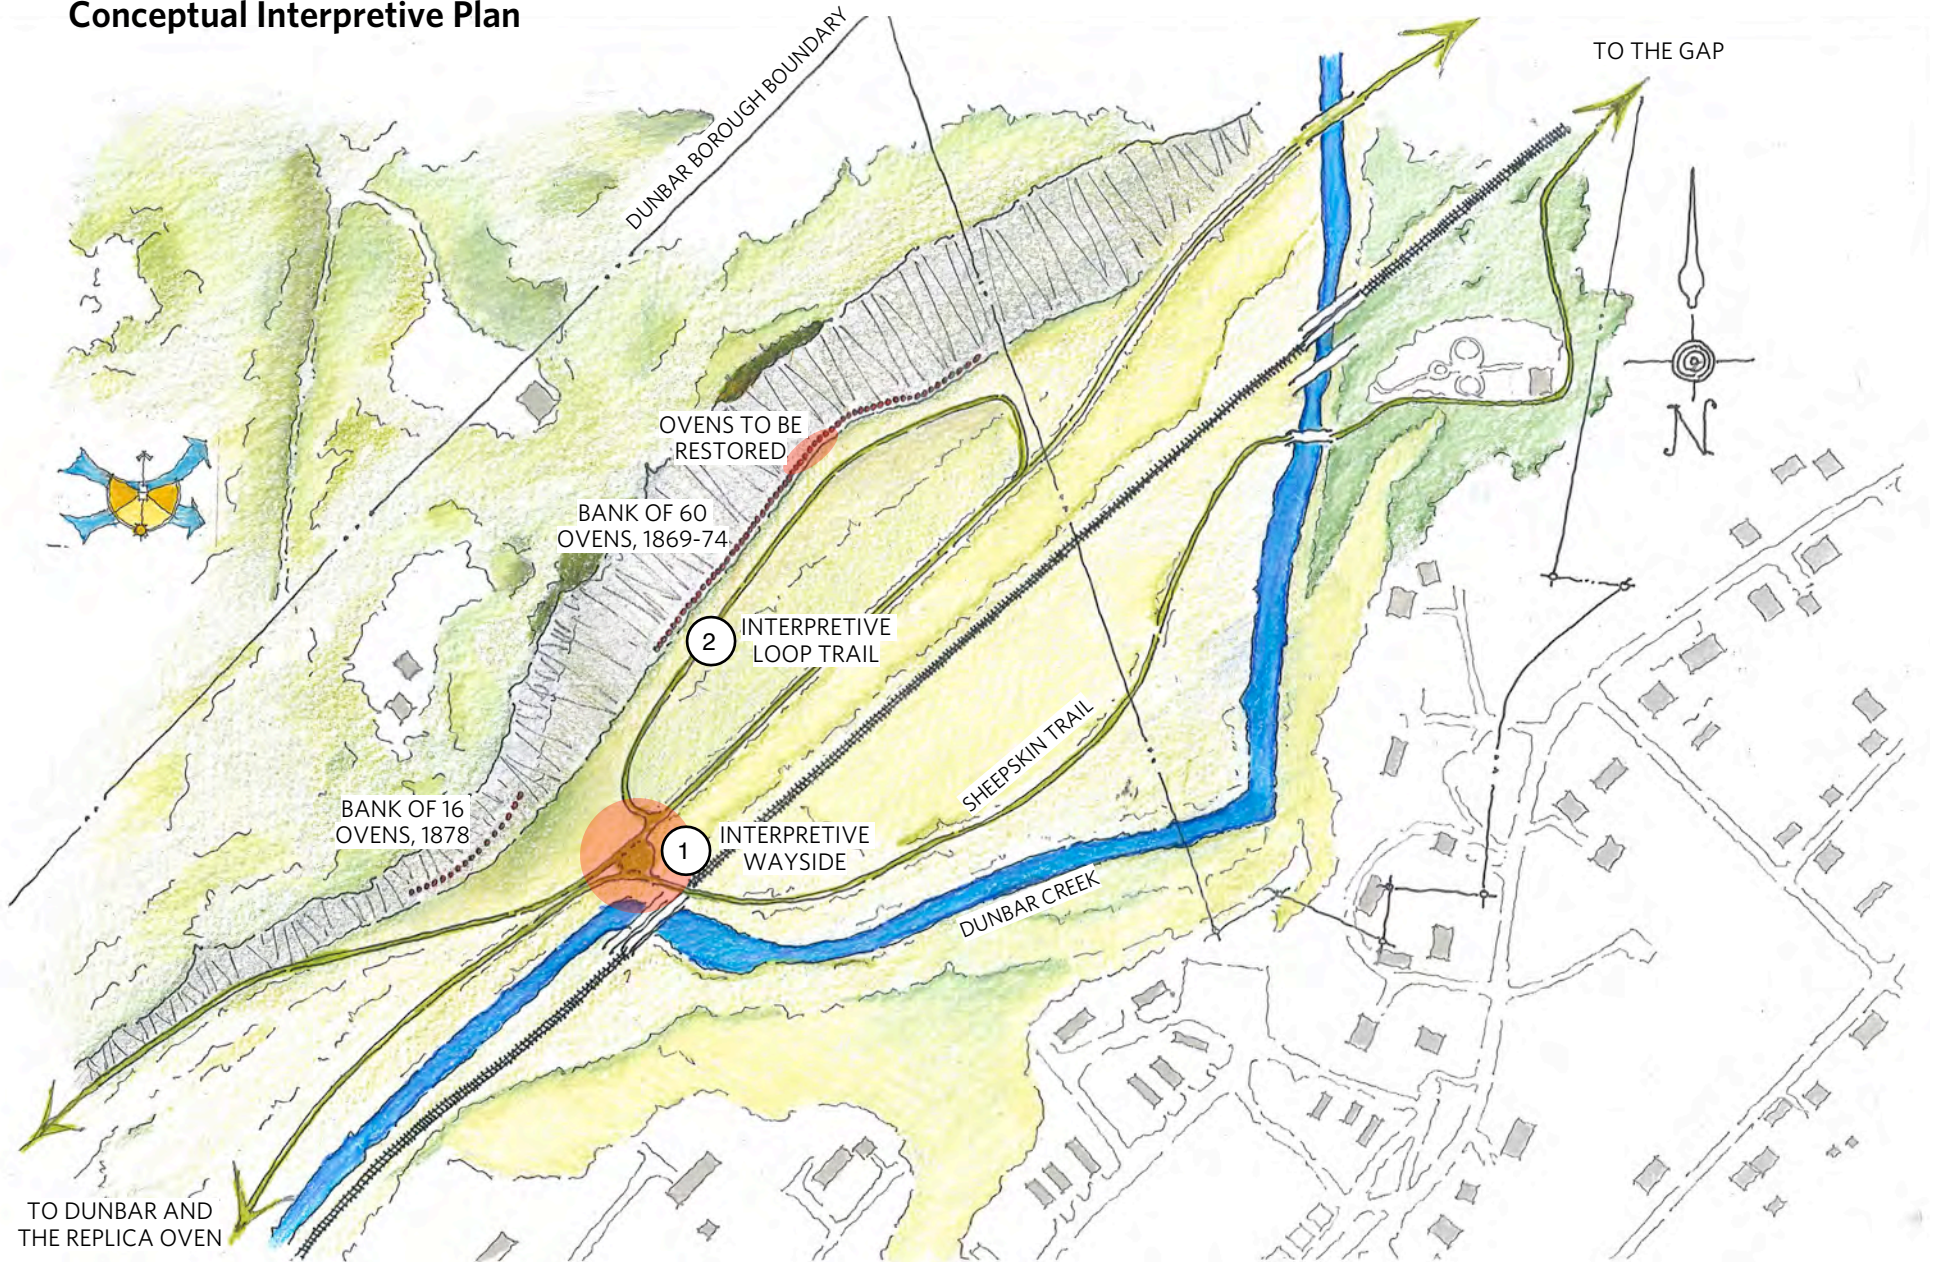 Conceptual Interpretive Plan
DUNBAR BOROUGH BOUNDARY
TO THE GAP
N
OVENS TO BE
RESTORED
BANK OF 60
OVENS, 1869-74
2
INTERPRETIVE
LOOP TRAIL
SHEEPSKIN TRAIL
BANK OF 16
OVENS, 1878
1
INTERPRETIVE
WAYSIDE
DUNBAR CREEK
TO DUNBAR AND
THE REPLICA OVEN